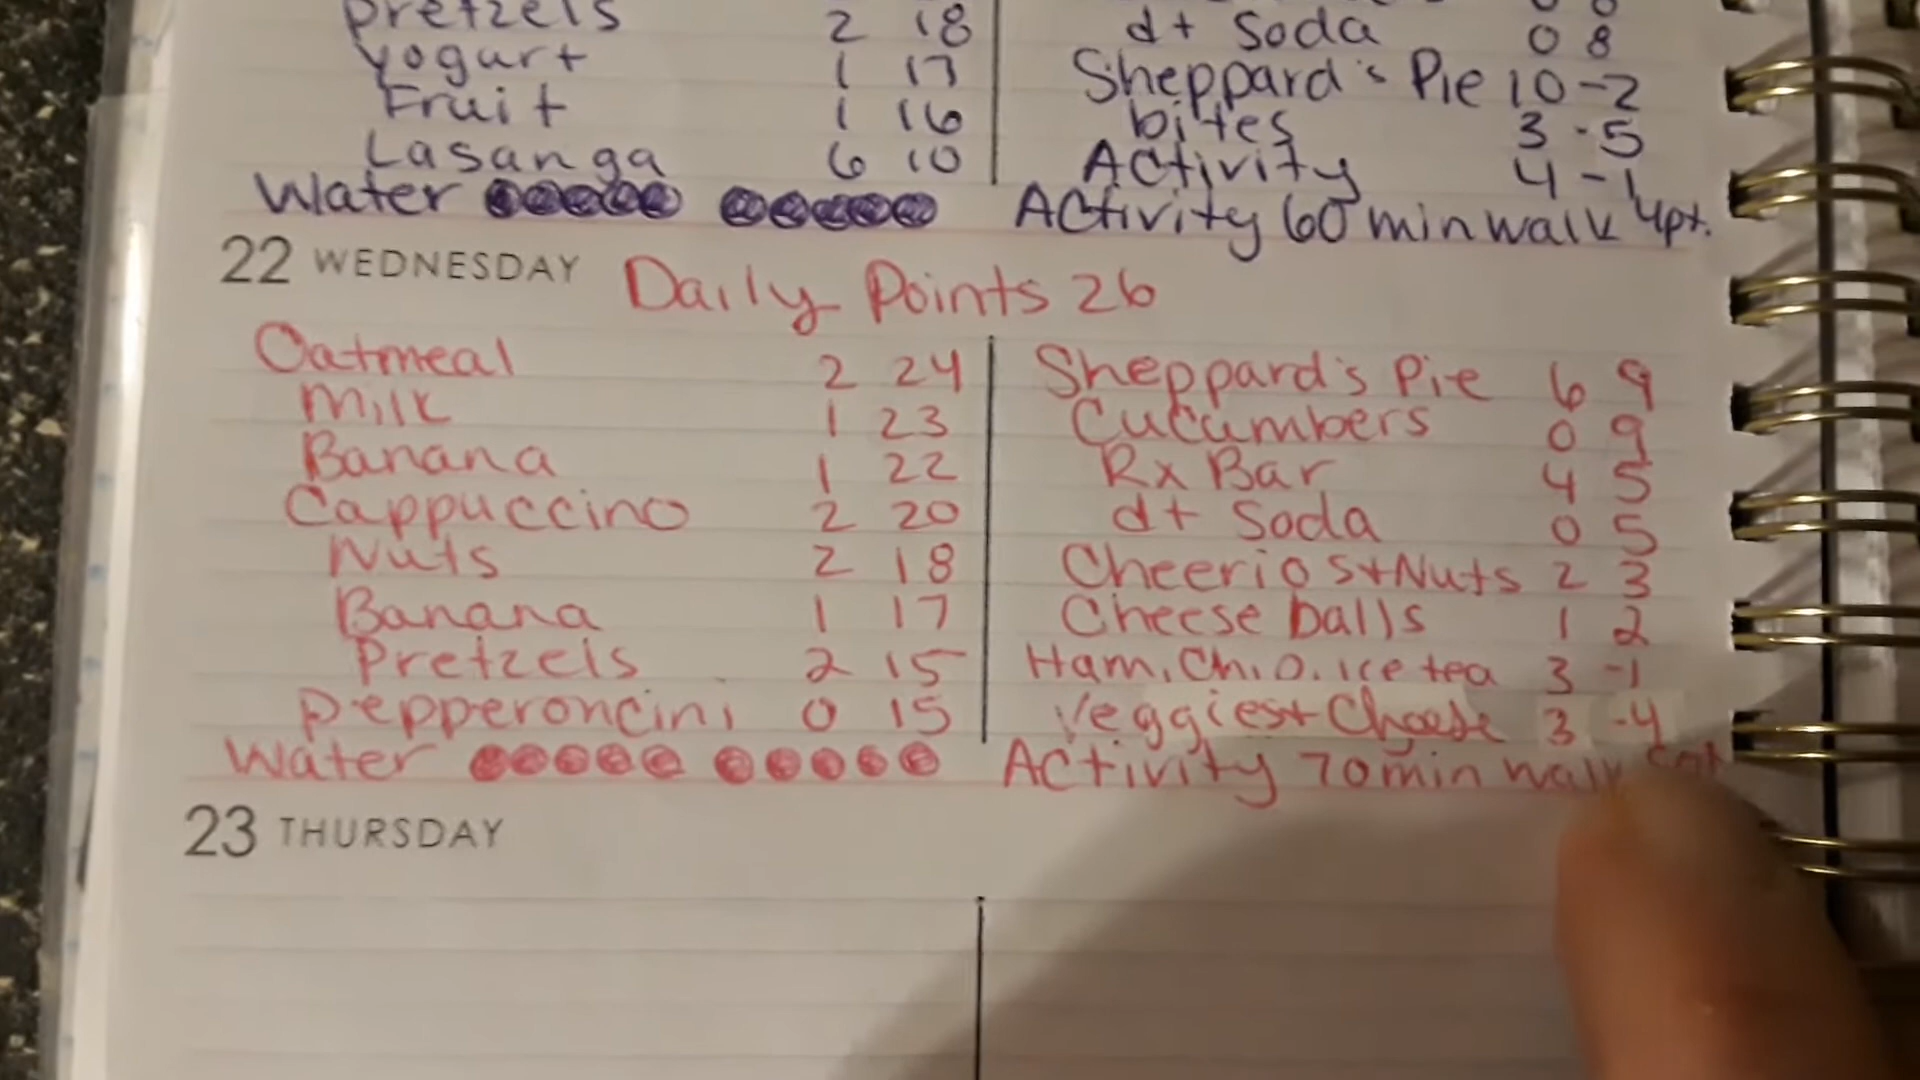 Pretzels 2 18
Yogurt 1 17
Fruit 1 16
Lasanga 6 10
dt Soda 0 8
Sheppard's Pie 10 -2
bites 3 -5
Activity 4 -1
Water
Activity 60 min walk 4pt.
22 WEDNESDAY Daily Points 26
Oatmeal 2 24
Milk 1 23
Banana 1 22
Cappuccino 2 20
Nuts 2 18
Banana 1 17
Pretzels 2 15
Pepperoncini 0 15
Sheppard's Pie 6 9
Cucumbers 0 9
Rx Bar 4 5
dt Soda 0 5
Cheerios+Nuts 2 3
Cheese balls 1 2
Ham, Ch, O. ice tea 3 -1
Veggies+Cheese 3 -4
Water
Activity 70 min walk
23 THURSDAY